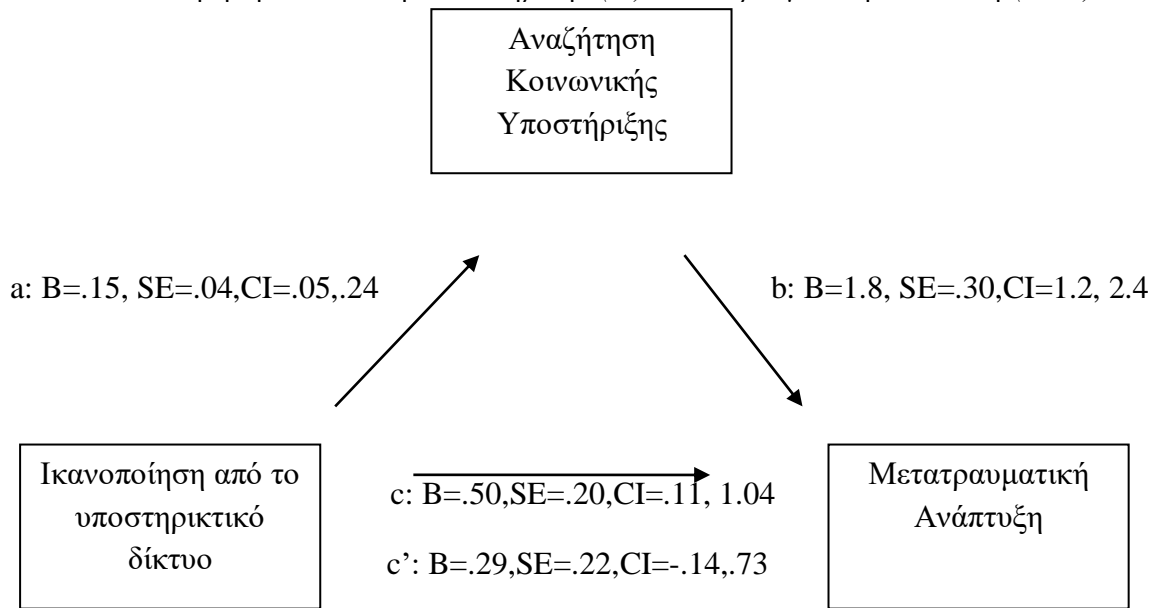 Αναζήτηση
Κοινωνικής
Υποστήριξης
a: B=.15, SE=.04,CI=.05,.24
b: B=1.8, SE=.30,CI=1.2, 2.4
Ικανοποίηση από το
υποστηρικτικό
δίκτυο
c: B=.50,SE=.20,CI=.11, 1.04
c’: B=.29,SE=.22,CI=-.14,.73
Μετατραυματική
Ανάπτυξη